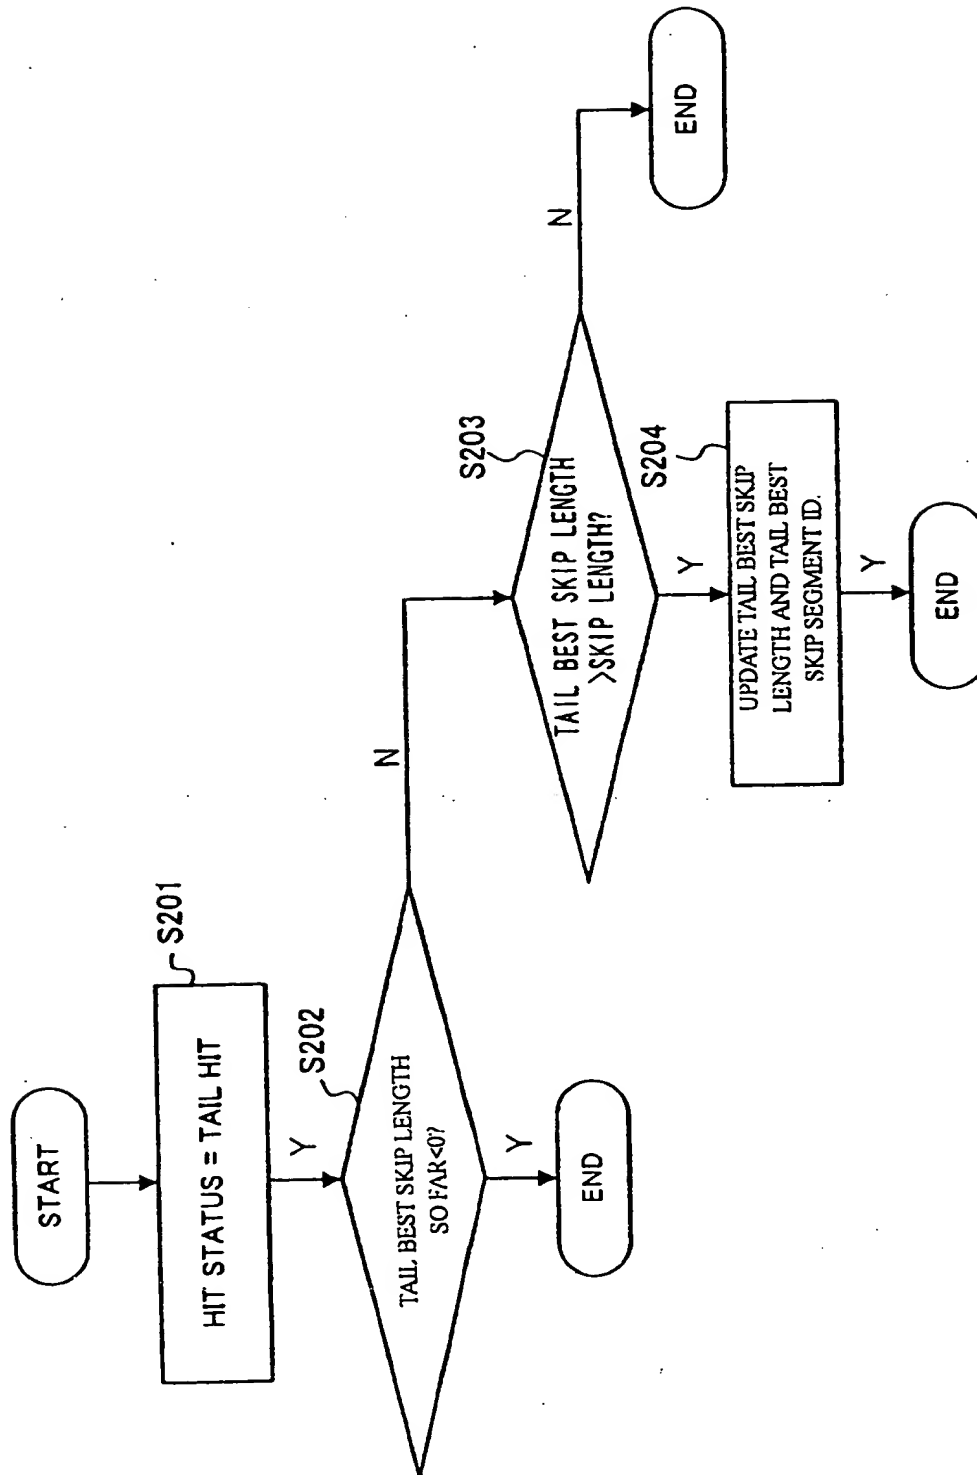 START
HIT STATUS = TAIL HIT
S201
Y
TAIL BEST SKIP LENGTH
SO FAR<0?
S202
N
Y
END
TAIL BEST SKIP LENGTH
>SKIP LENGTH?
S203
N
END
Y
UPDATE TAIL BEST SKIP
LENGTH AND TAIL BEST
SKIP SEGMENT ID.
S204
Y
END